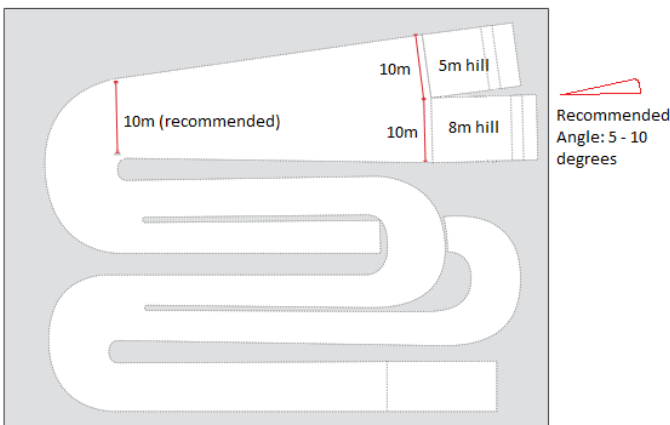 10m
5m hill
10m (recommended)
10m
8m hill
Recommended
Angle: 5 - 10
degrees